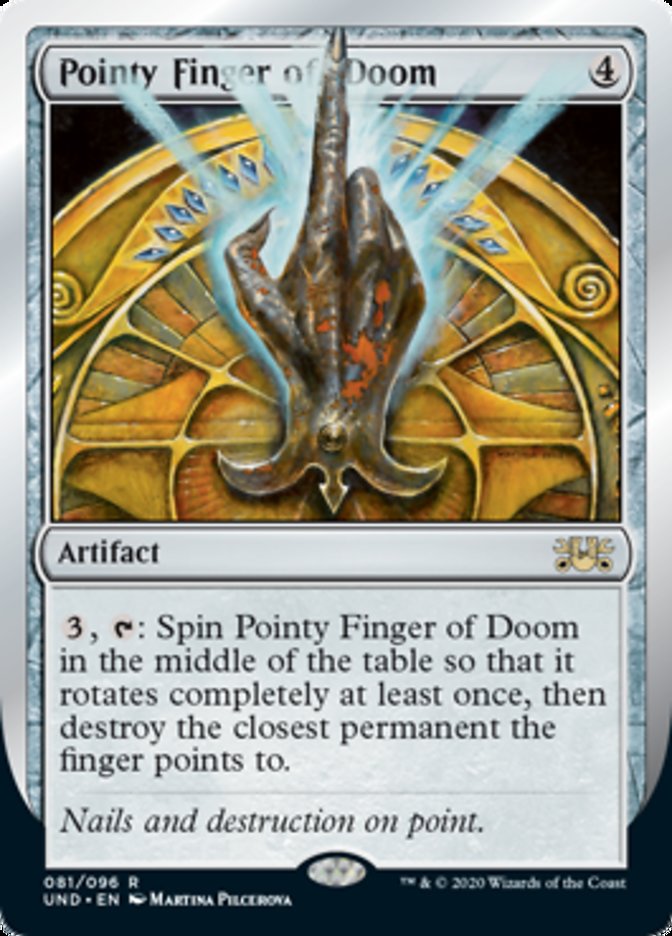 Pointy Finger of Doom
4
Artifact
3, : Spin Pointy Finger of Doom
in the middle of the table so that it
rotates completely at least once, then
destroy the closest permanent the
finger points to.
Nails and destruction on point.
081/096 R
UND • EN Martina Pilcerova
™ & © 2020 Wizards of the Coast